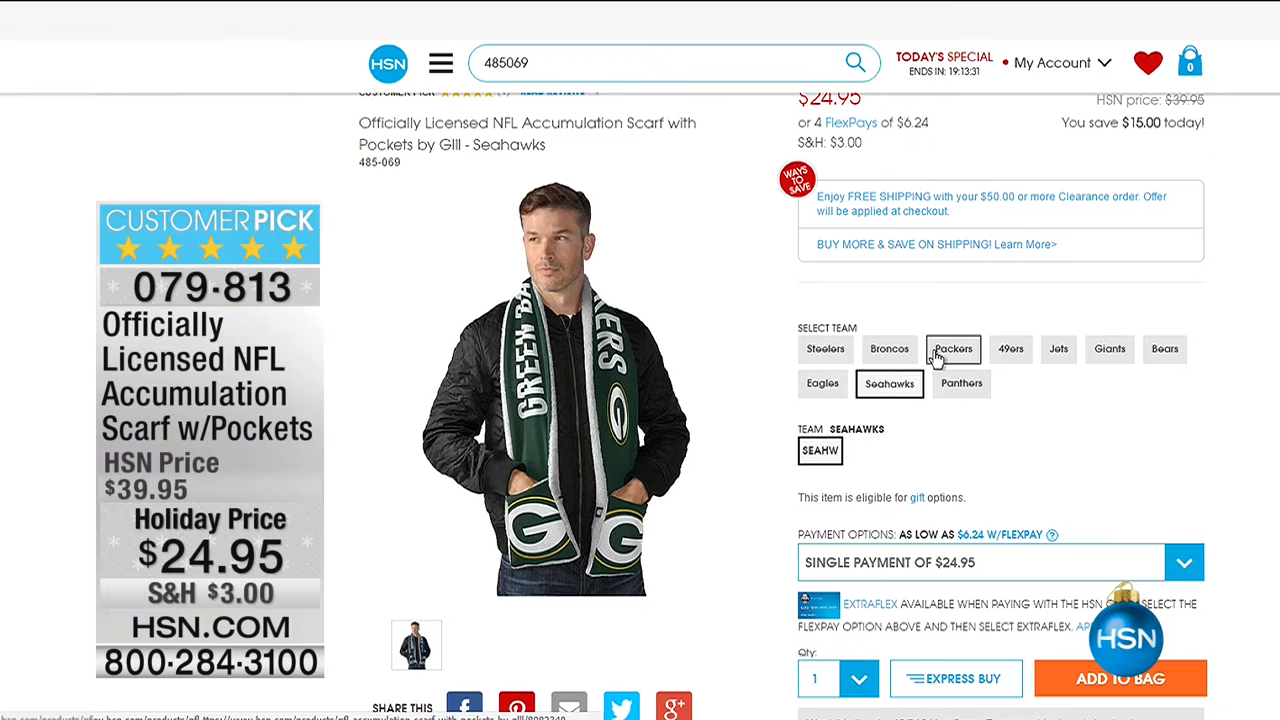 HSN
485069
TODAY'S SPECIAL
ENDS IN: 19:13:31
My Account
0
CUSTOMER PICK
$24.95
HSN price: $39.95
Officially Licensed NFL Accumulation Scarf with
Pockets by GIII - Seahawks
485-069
or 4 FlexPays of $6.24
You save $15.00 today!
S&H: $3.00
WAYS
TO
SAVE
Enjoy FREE SHIPPING with your $50.00 or more Clearance order. Offer
will be applied at checkout.
BUY MORE & SAVE ON SHIPPING! Learn More>
CUSTOMER PICK
079-813
Officially
Licensed NFL
Accumulation
Scarf w/Pockets
HSN Price
$39.95
Holiday Price
$24.95
S&H $3.00
HSN.COM
800-284-3100
GREEN BA
KERS
G
G
G
SELECT TEAM
Steelers Broncos Packers 49ers Jets Giants Bears
Eagles Seahawks Panthers
TEAM SEAHAWKS
SEAHW
This item is eligible for gift options.
PAYMENT OPTIONS: AS LOW AS $6.24 W/FLEXPAY ?
SINGLE PAYMENT OF $24.95
EXTRAFLEX AVAILABLE WHEN PAYING WITH THE HSN SELECT THE
FLEXPAY OPTION ABOVE AND THEN SELECT EXTRAFLEX.
HSN
Qty:
1
EXPRESS BUY
ADD TO BAG
SHARE THIS